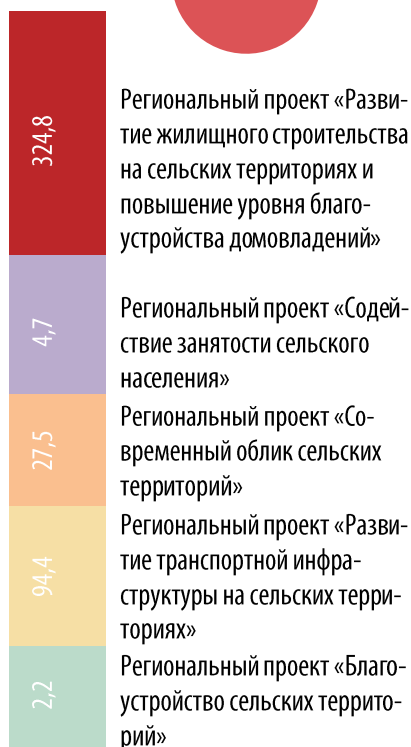 324,8
Региональный проект «Разви-
тие жилищного строительства
на сельских территориях и
повышение уровня благо-
устройства домовладений»
4,7
Региональный проект «Содей-
ствие занятости сельского
населения»
27,5
Региональный проект «Со-
временный облик сельских
территорий»
94,4
Региональный проект «Разви-
тие транспортной инфра-
структуры на сельских терри-
ториях»
2,2
Региональный проект «Благо-
устройство сельских террито-
рий»